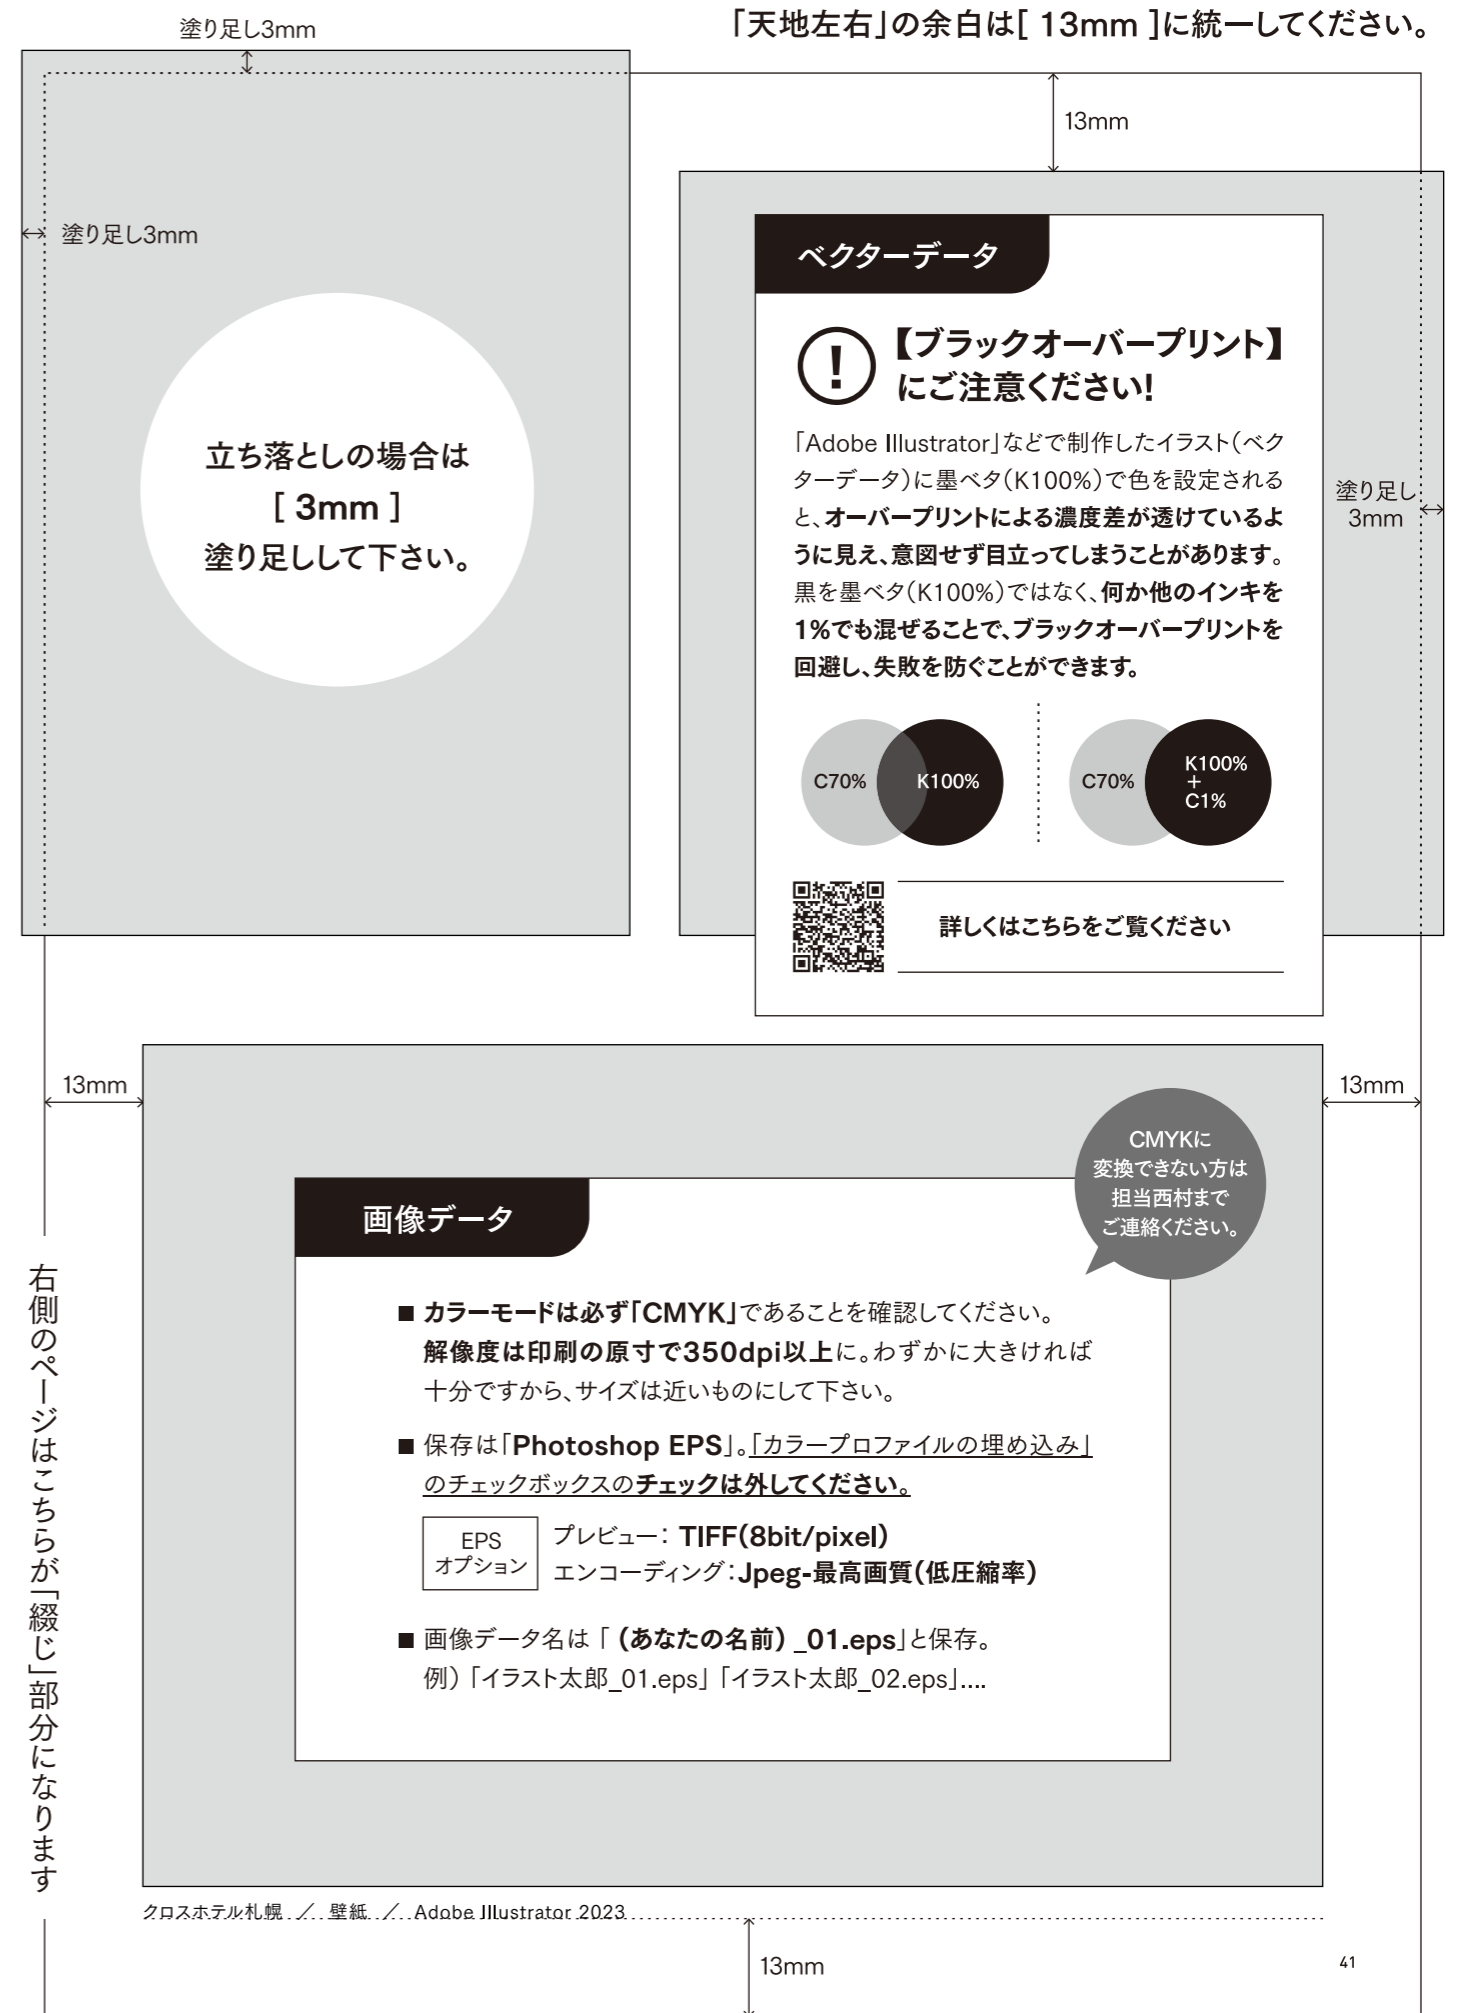 塗り足し3mm
「天地左右」の余白は[ 13mm ]に統一してください。
13mm
塗り足し3mm
立ち落としの場合は
[ 3mm ]
塗り足しして下さい。
ベクターデータ
!
【ブラックオーバープリント】
にご注意ください!
「Adobe Illustrator」などで制作したイラスト(ベク
ターデータ)に墨ベタ(K100%)で色を設定される
と、オーバープリントによる濃度差が透けているよ
うに見え、意図せず目立ってしまうことがあります。
黒を墨ベタ(K100%)ではなく、何か他のインキを
1%でも混ぜることで、ブラックオーバープリントを
回避し、失敗を防ぐことができます。
塗り足し
3mm
C70%
K100%
C70%
K100%
+
C1%
詳しくはこちらをご覧ください
13mm
13mm
CMYKに
変換できない方は
担当西村まで
ご連絡ください。
画像データ
■ カラーモードは必ず「CMYK」であることを確認してください。
解像度は印刷の原寸で350dpi以上に。わずかに大きければ
十分ですから、サイズは近いものにして下さい。
■ 保存は「Photoshop EPS」。「カラープロファイルの埋め込み」
のチェックボックスのチェックは外してください。
EPS
オプション
プレビュー: TIFF(8bit/pixel)
エンコーディング:Jpeg-最高画質(低圧縮率)
■ 画像データ名は「(あなたの名前)_01.eps」と保存。
例)「イラスト太郎_01.eps」「イラスト太郎_02.eps」....
右側のページはこちらが「綴じ」部分になります
クロスホテル札幌 / 壁紙 / Adobe Illustrator 2023
13mm
41